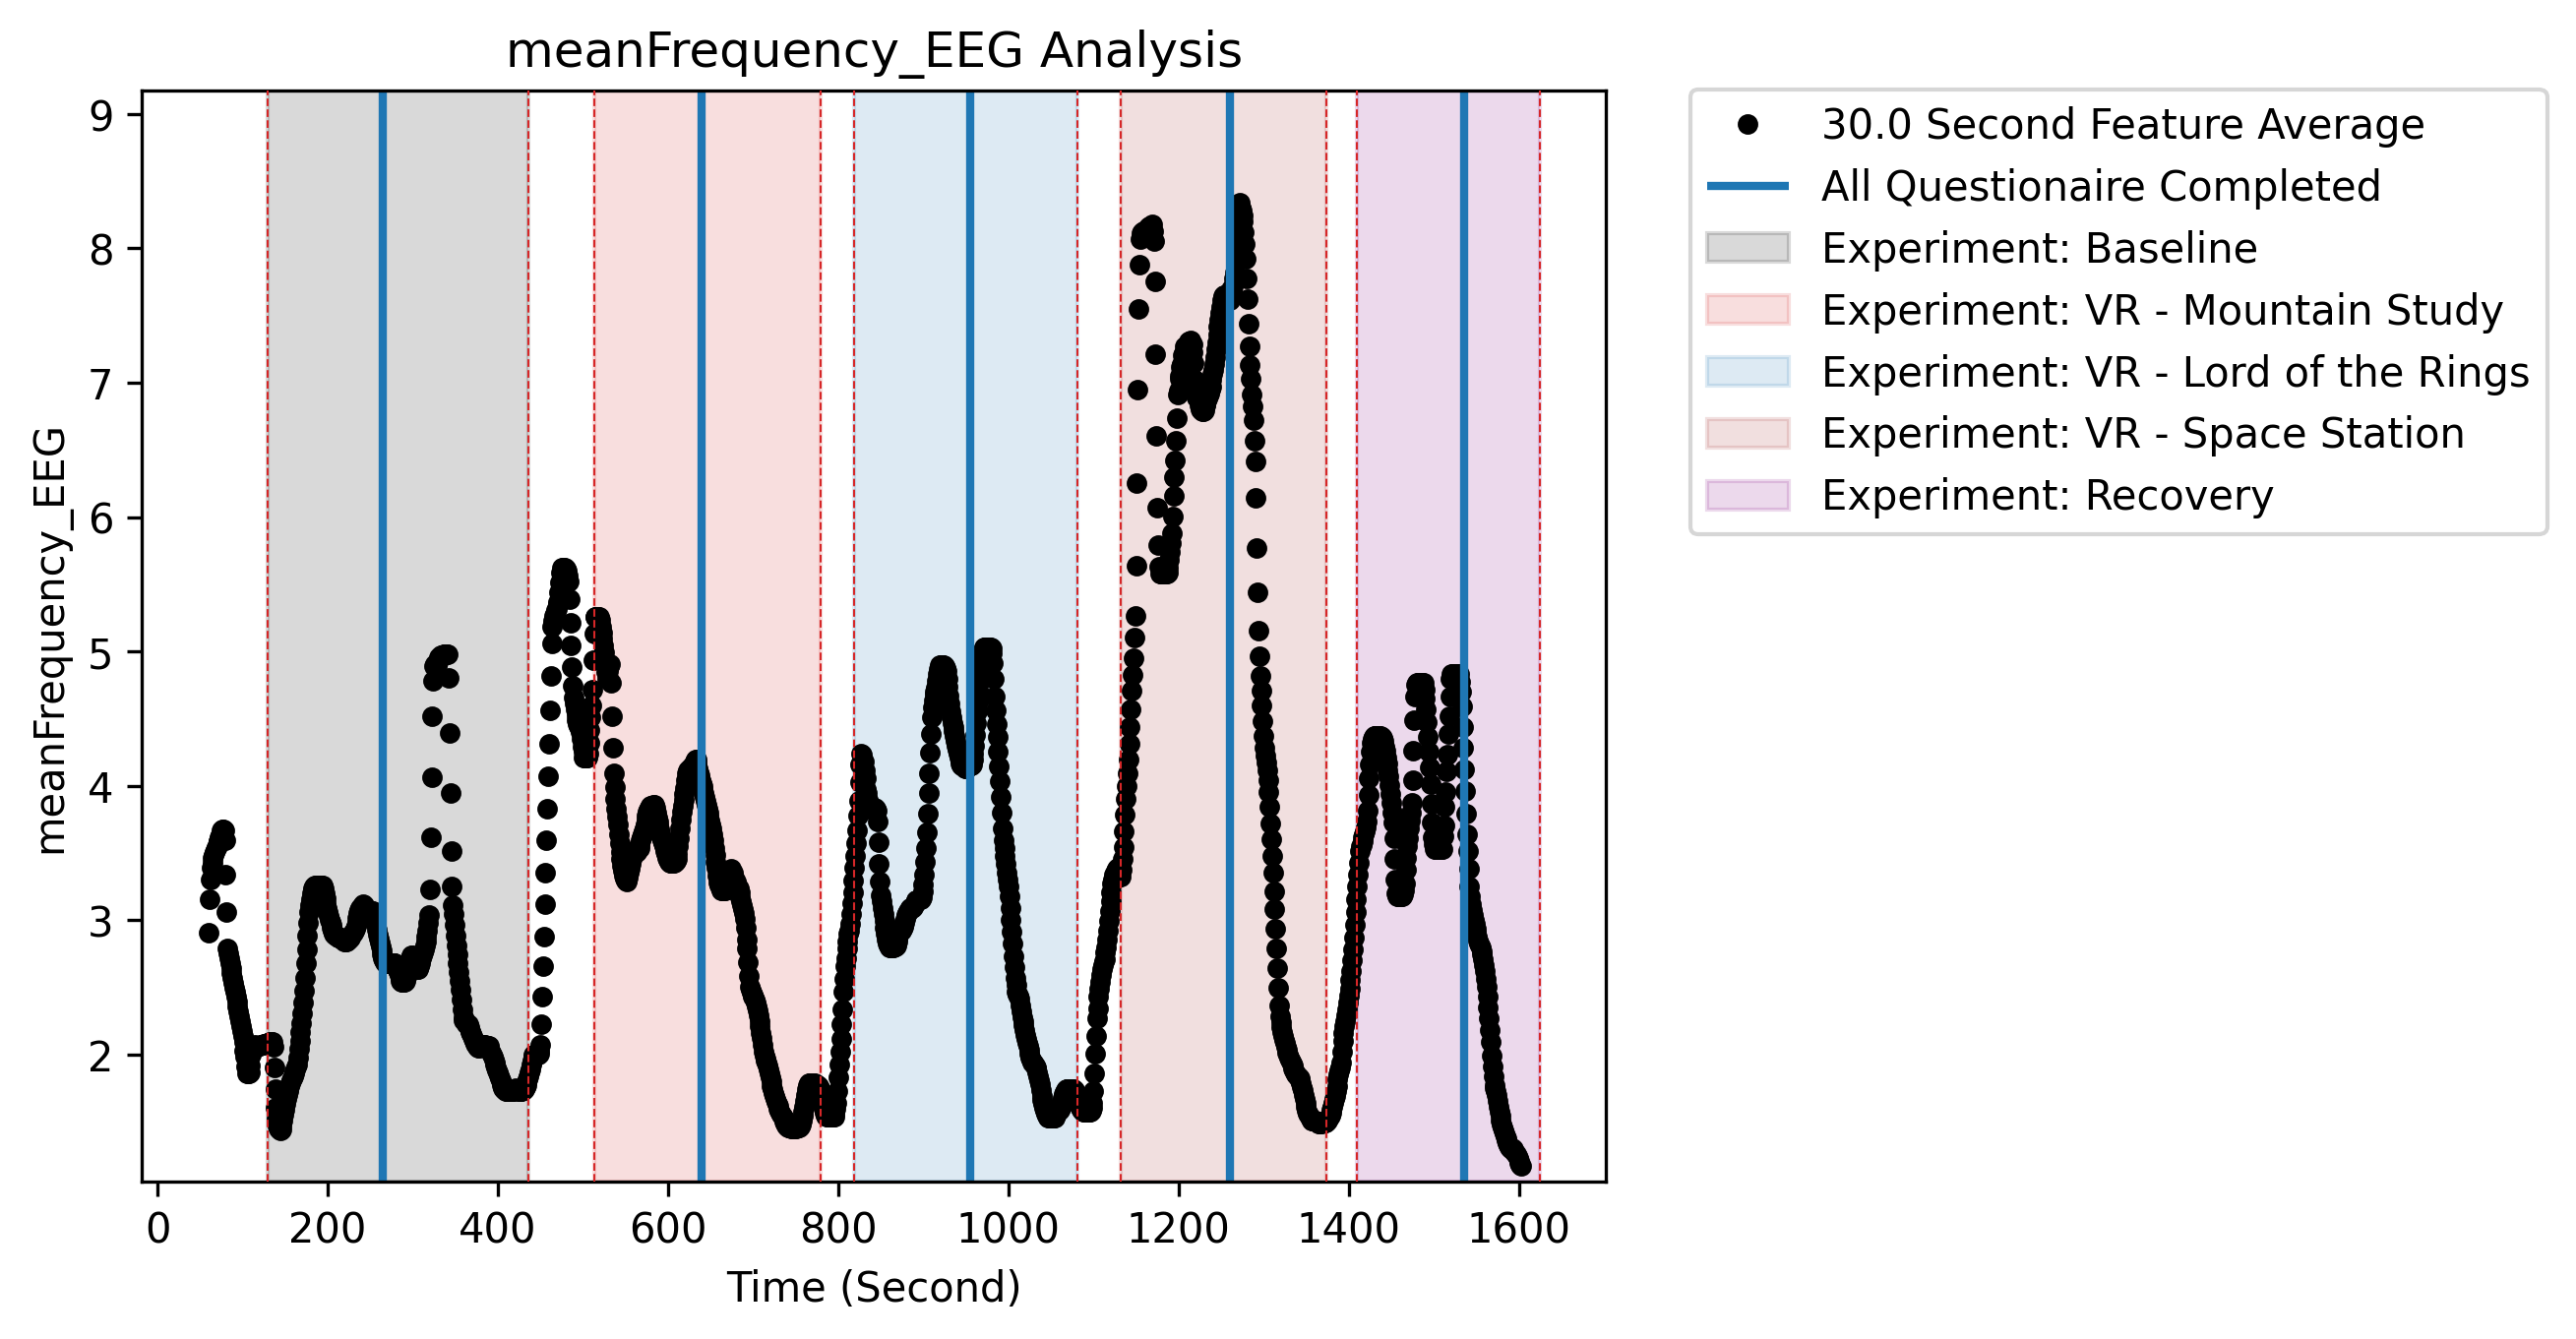 meanFrequency_EEG Analysis
9
8
7
6
5
4
3
2
meanFrequency_EEG
0 200 400 600 800 1000 1200 1400 1600
Time (Second)
30.0 Second Feature Average
All Questionaire Completed
Experiment: Baseline
Experiment: VR - Mountain Study
Experiment: VR - Lord of the Rings
Experiment: VR - Space Station
Experiment: Recovery